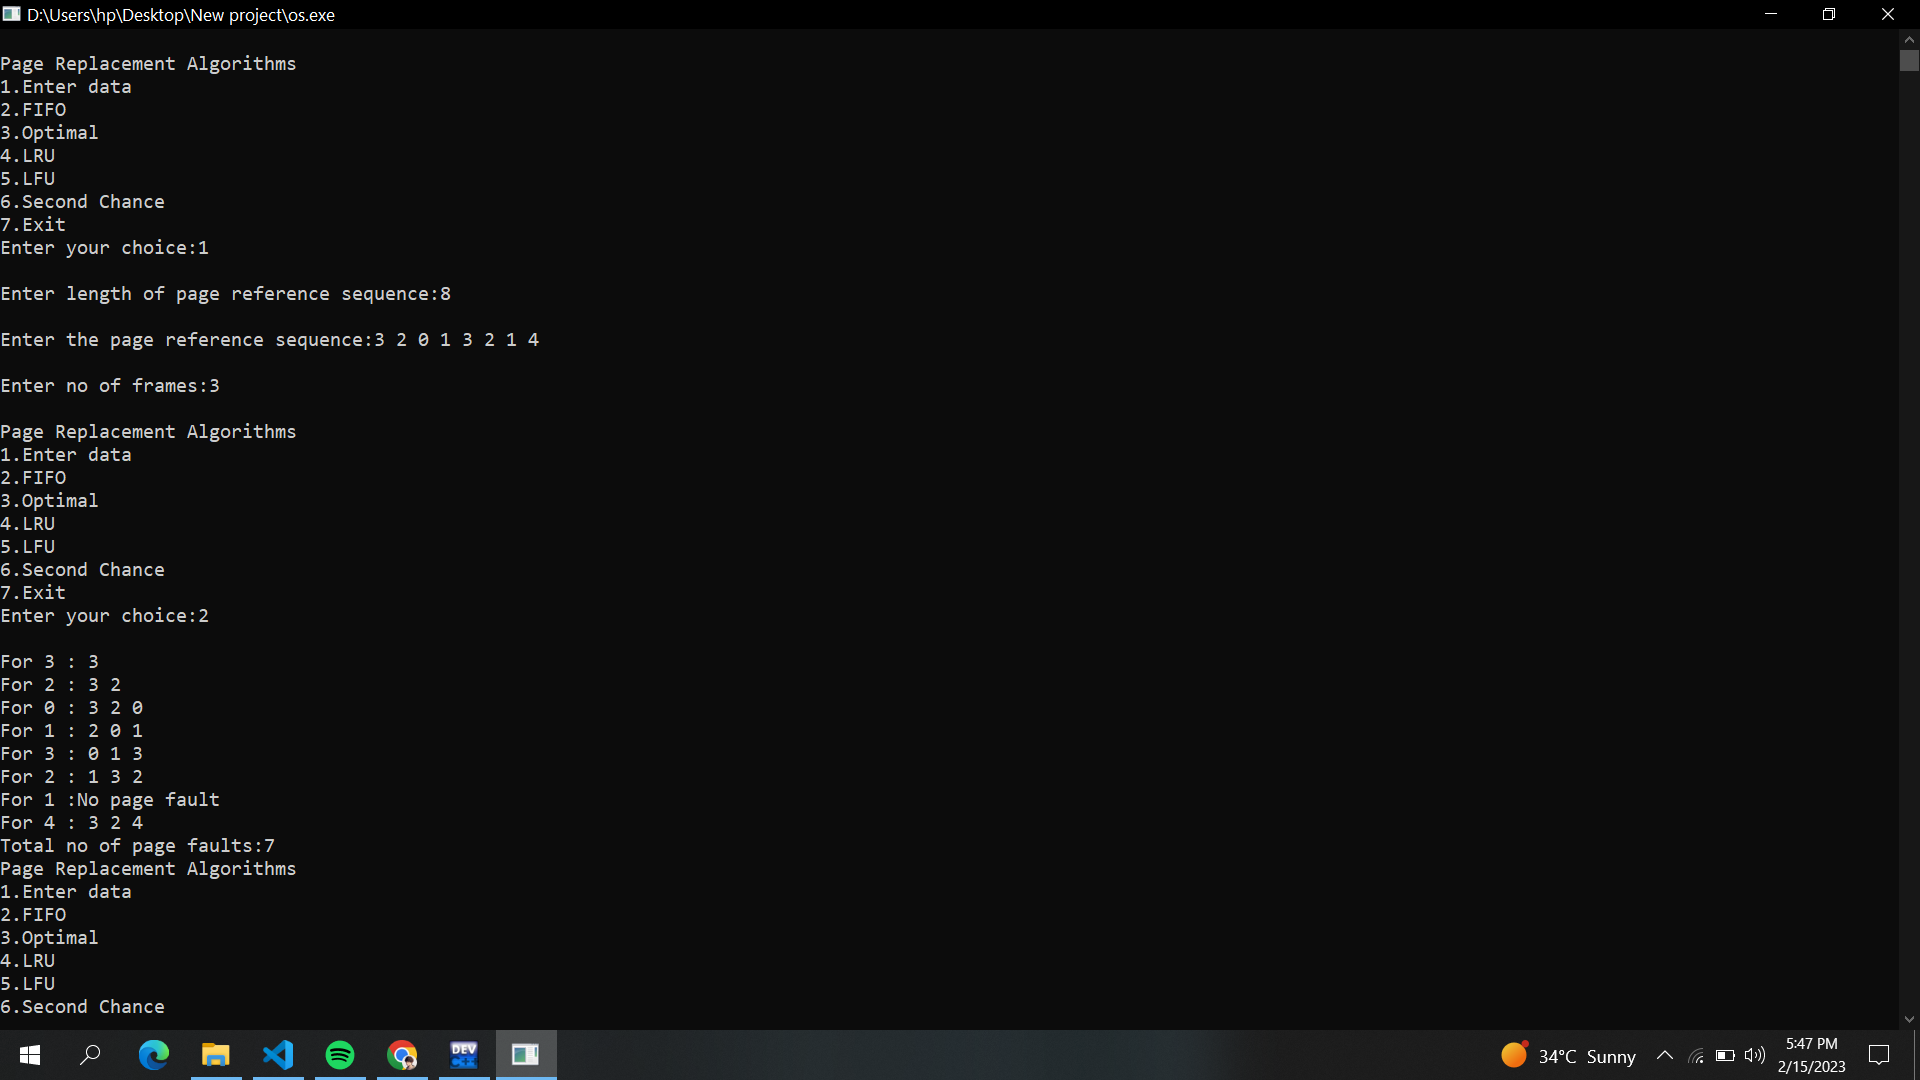 D:\Users\hp\Desktop\New project\os.exe
Page Replacement Algorithms
1.Enter data
2.FIFO
3.Optimal
4.LRU
5.LFU
6.Second Chance
7.Exit
Enter your choice:1
Enter length of page reference sequence:8
Enter the page reference sequence:3 2 0 1 3 2 1 4
Enter no of frames:3
Page Replacement Algorithms
1.Enter data
2.FIFO
3.Optimal
4.LRU
5.LFU
6.Second Chance
7.Exit
Enter your choice:2
For 3 : 3
For 2 : 3 2
For 0 : 3 2 0
For 1 : 2 0 1
For 3 : 0 1 3
For 2 : 1 3 2
For 1 :No page fault
For 4 : 3 2 4
Total no of page faults:7
Page Replacement Algorithms
1.Enter data
2.FIFO
3.Optimal
4.LRU
5.LFU
6.Second Chance
DEV C++
34°C Sunny
5:47 PM
2/15/2023